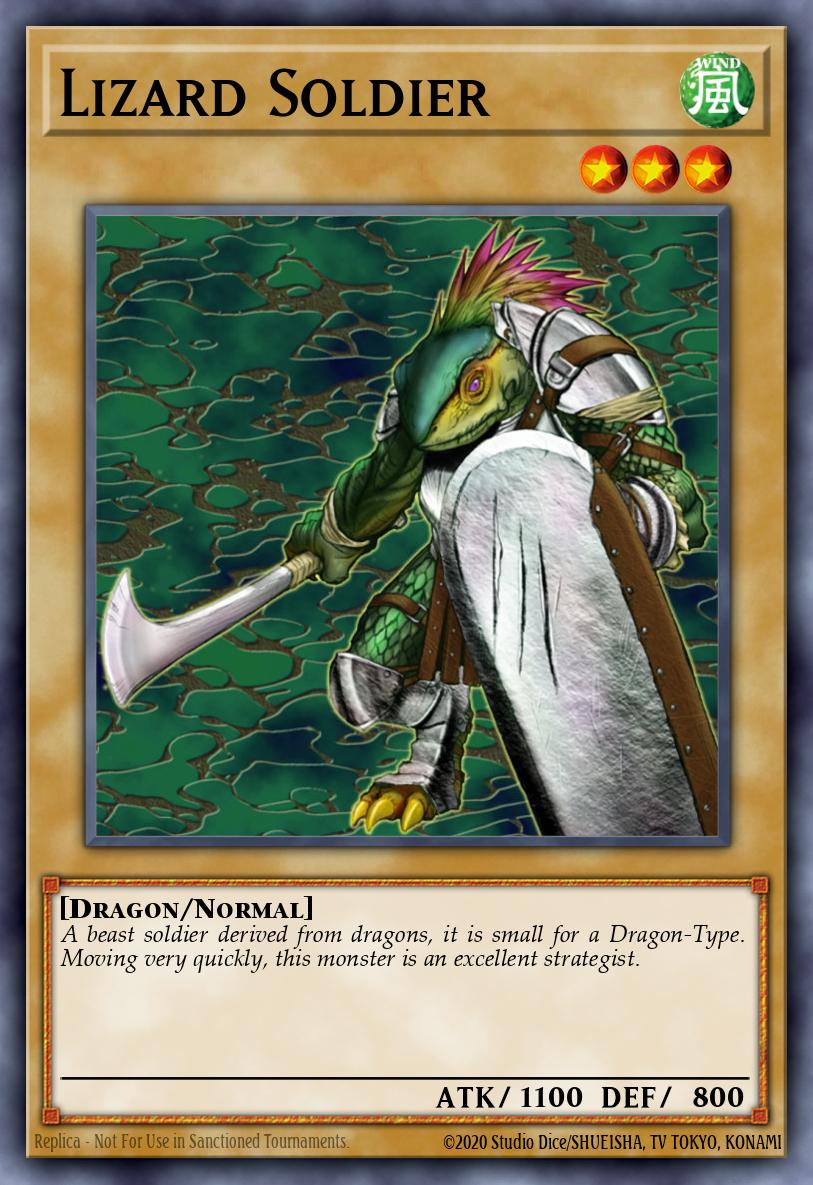 Lizard Soldier
WIND
風
[Dragon/Normal]
A beast soldier derived from dragons, it is small for a Dragon-Type.
Moving very quickly, this monster is an excellent strategist.
ATK/ 1100 DEF/ 800
Replica - Not For Use in Sanctioned Tournaments.
©2020 Studio Dice/SHUEISHA, TV TOKYO, KONAMI